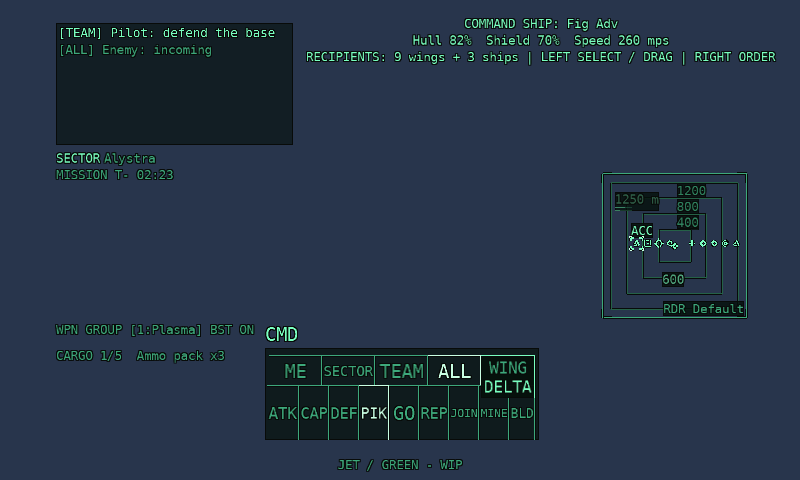 [TEAM] Pilot: defend the base
[ALL] Enemy: incoming
COMMAND SHIP: Fig Adv
Hull 82%  Shield 70%  Speed 260 mps
RECIPIENTS: 9 wings + 3 ships | LEFT SELECT / DRAG | RIGHT ORDER
SECTOR Alystra
MISSION T- 02:23
1200
1250 m
800
400
ACC
600
RDR Default
WPN GROUP [1:Plasma] BST ON
CARGO 1/5  Ammo pack x3
CMD
ME SECTOR TEAM ALL WING
DELTA
ATK CAP DEF PIK GO REP JOIN MINE BLD
JET / GREEN - WIP